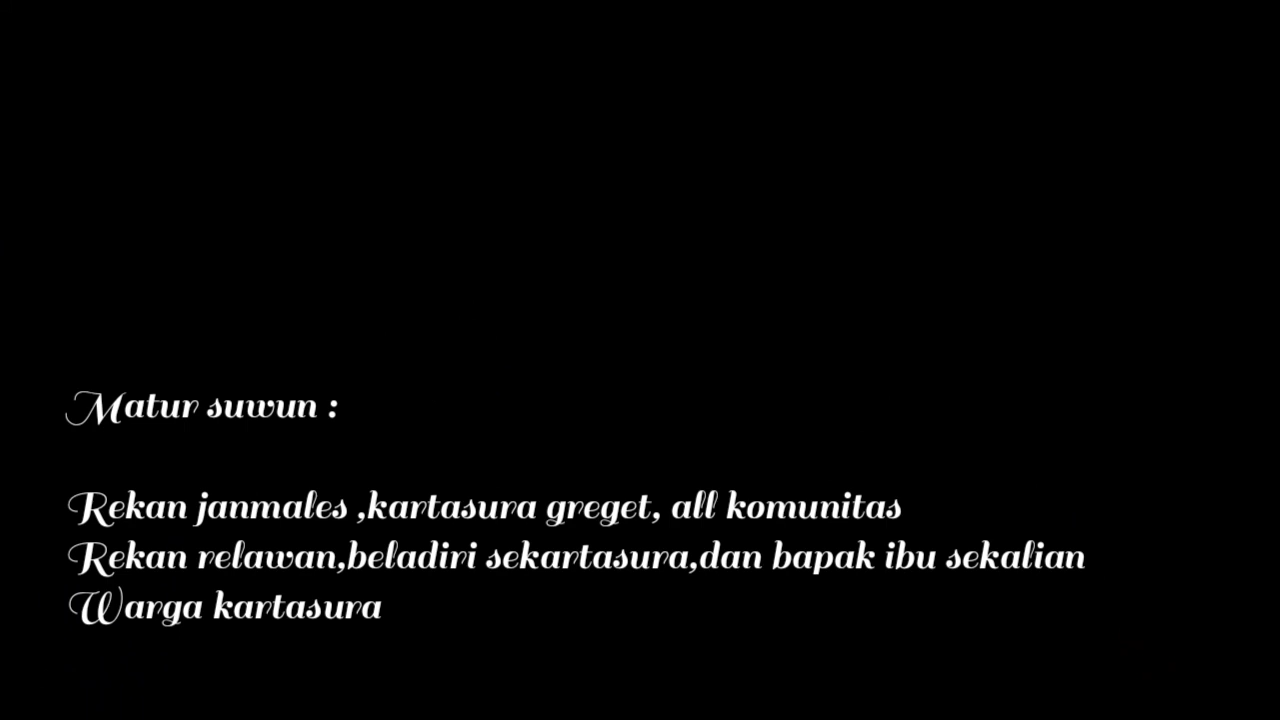 Matur suwun :
Rekan janmales ,kartasura greget, all komunitas
Rekan relawan,beladiri sekartasura,dan bapak ibu sekalian
Warga kartasura